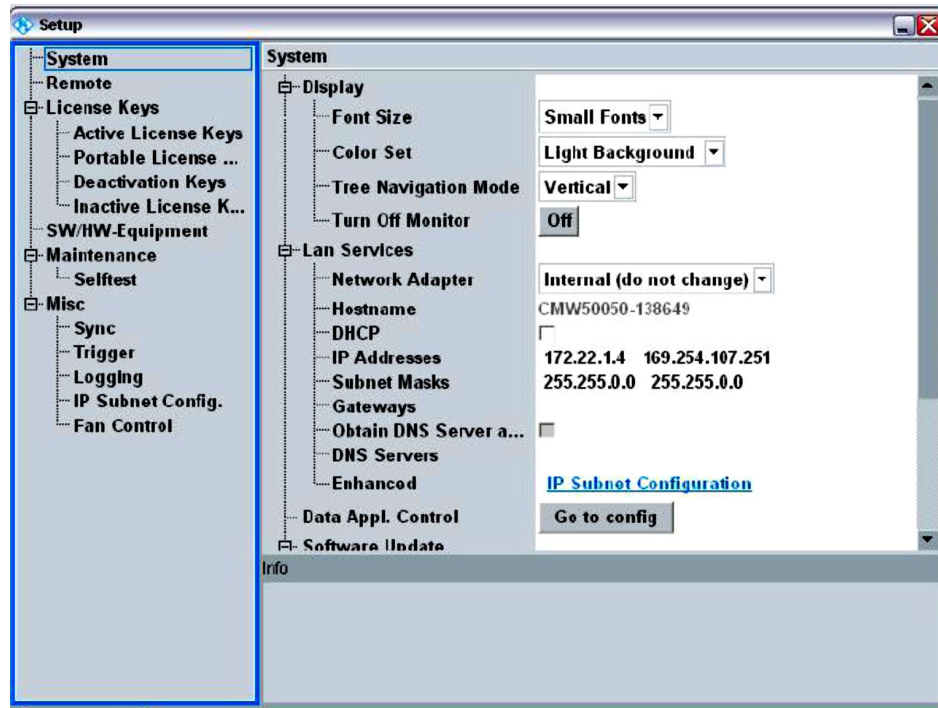 Setup
System
Remote
License Keys
Active License Keys
Portable License ...
Deactivation Keys
Inactive License K...
SW/HW-Equipment
Maintenance
Selftest
Misc
Sync
Trigger
Logging
IP Subnet Config.
Fan Control
System
Display
Font Size Small Fonts
Color Set Light Background
Tree Navigation Mode Vertical
Turn Off Monitor Off
Lan Services
Network Adapter Internal (do not change)
Hostname CMW50050-138649
DHCP
IP Addresses 172.22.1.4 169.254.107.251
Subnet Masks 255.255.0.0 255.255.0.0
Gateways
Obtain DNS Server a...
DNS Servers
Enhanced IP Subnet Configuration
Data Appl. Control Go to config
Software Update
Info